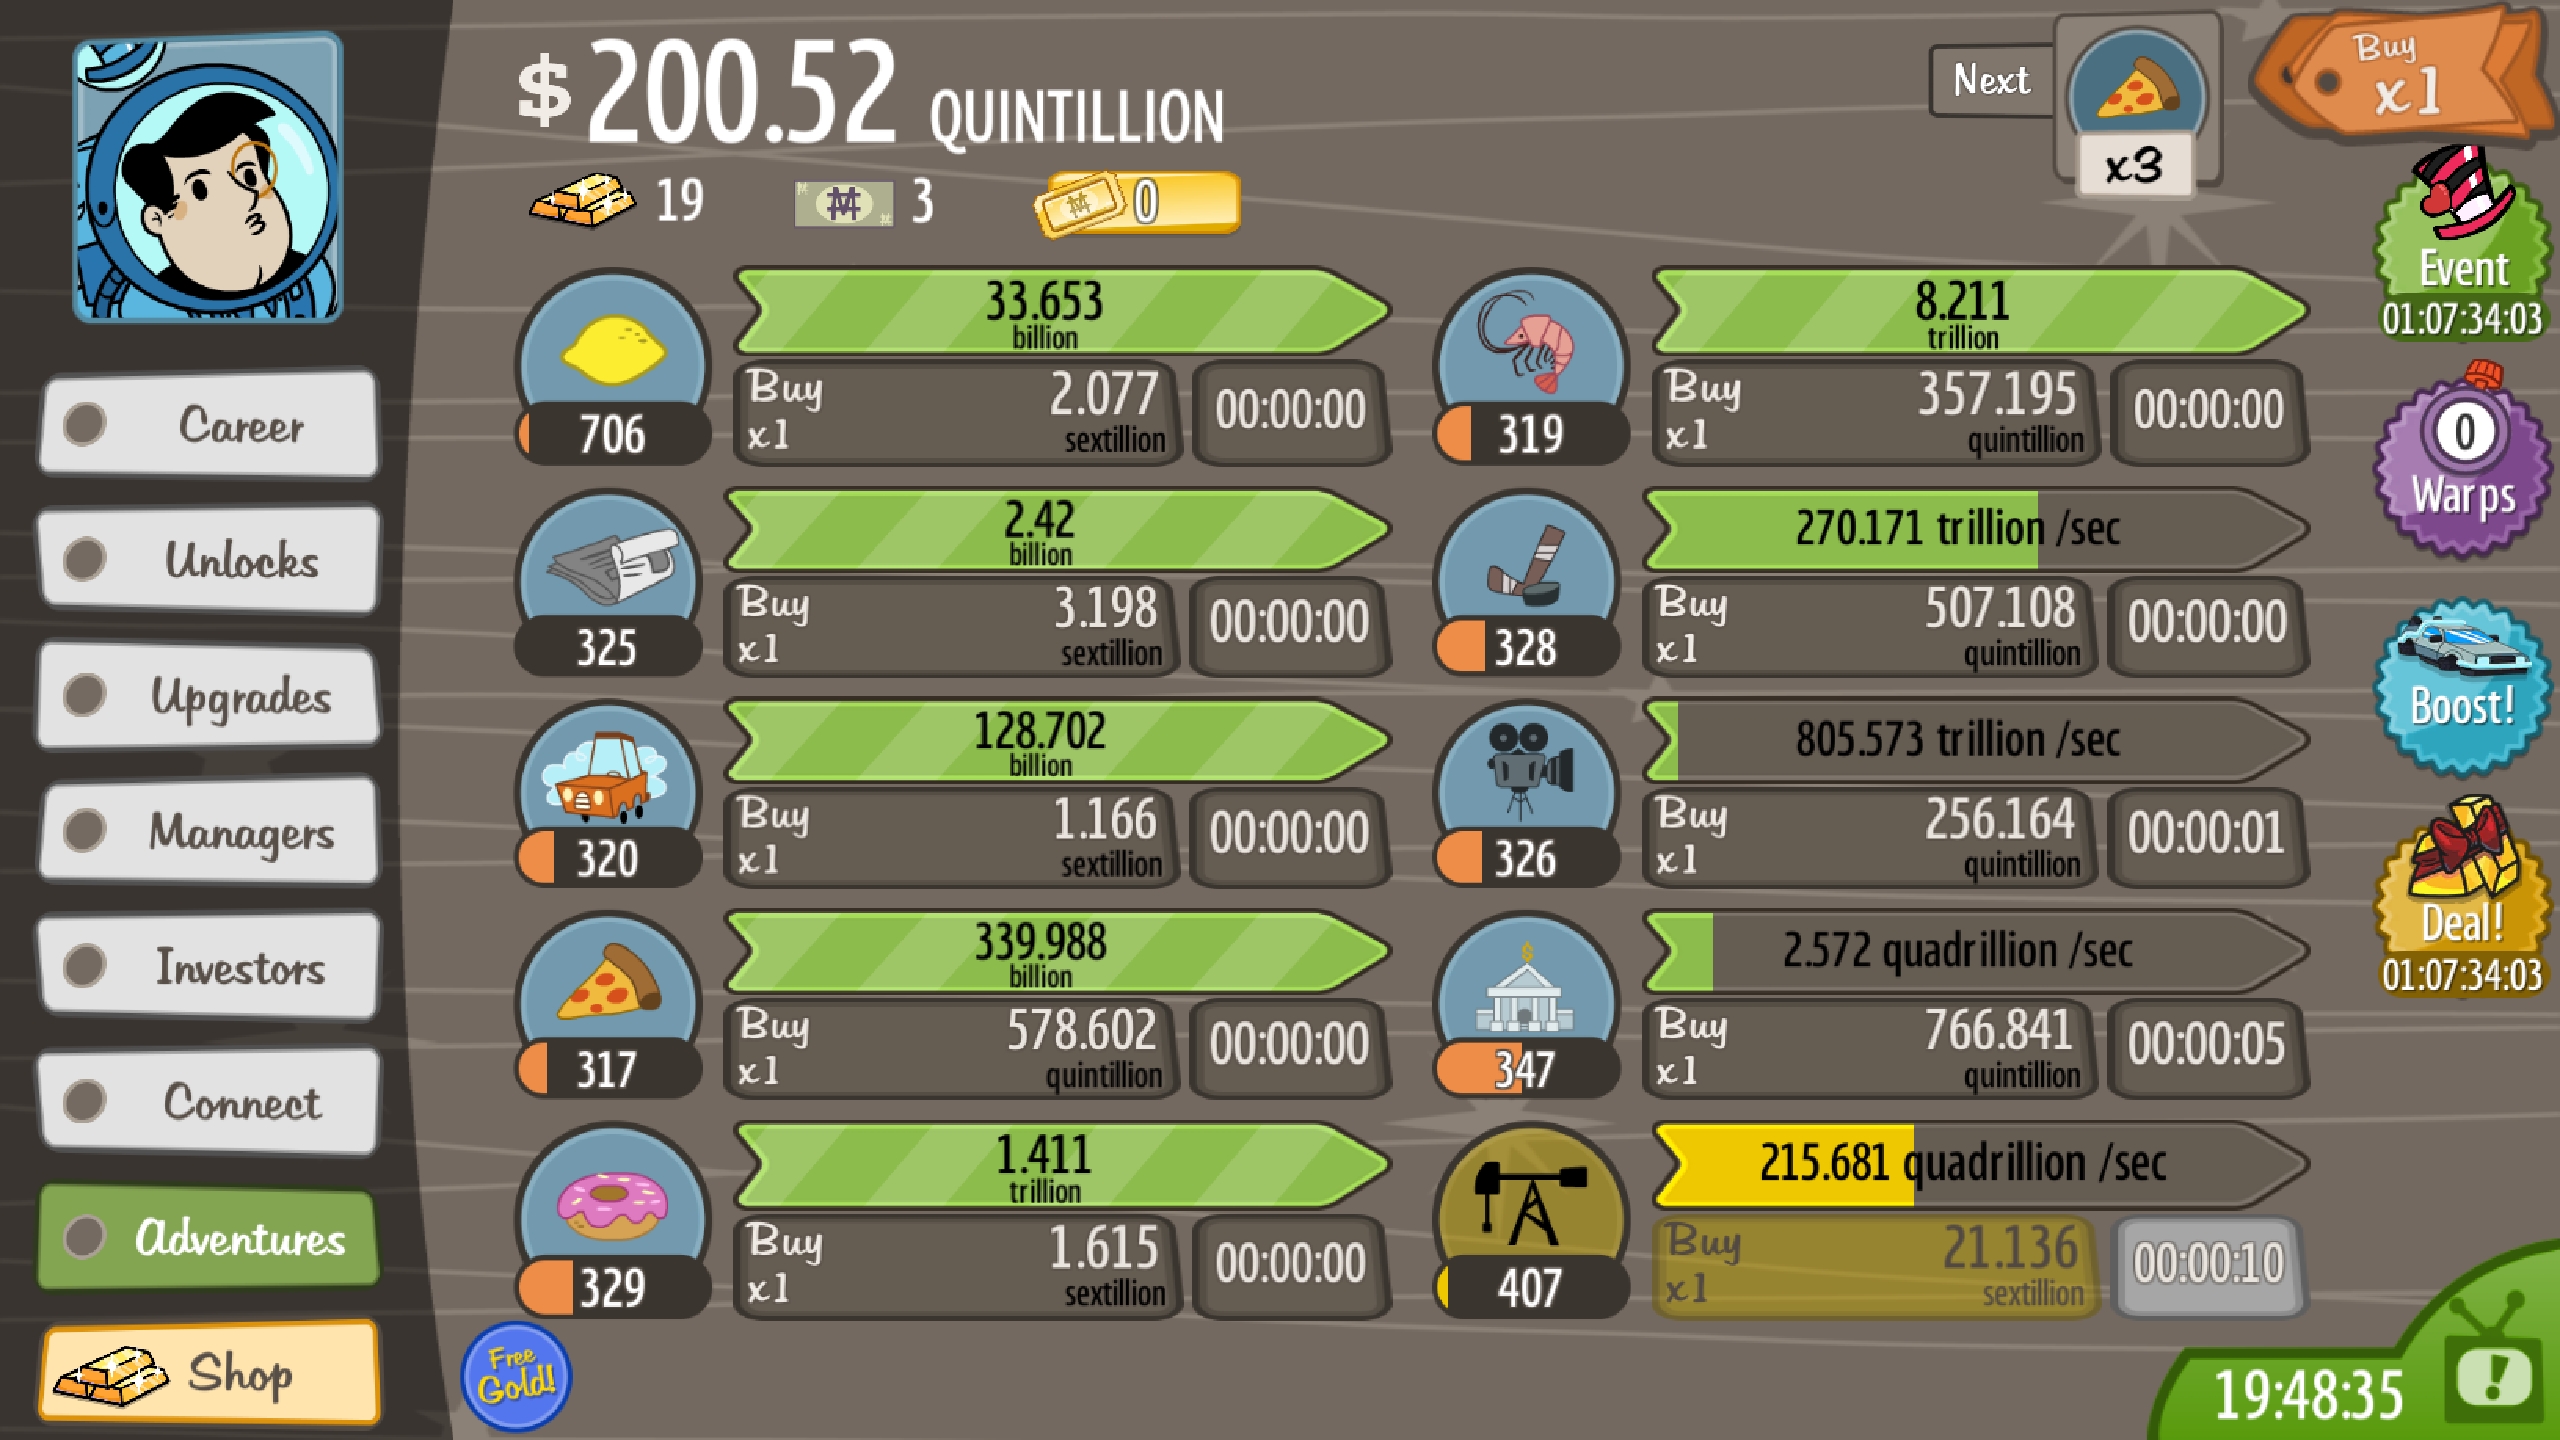 $200.52 QUINTILLION
Next
x3
Buy
x1
19
3
0
Event
01:07:34:03
0
Warps
Boost!
Deal!
01:07:34:03
Career
Unlocks
Upgrades
Managers
Investors
Connect
Adventures
Shop
Free
Gold!
33.653
billion
706
Buy
x1
2.077
sextillion
00:00:00
2.42
billion
325
Buy
x1
3.198
sextillion
00:00:00
128.702
billion
320
Buy
x1
1.166
sextillion
00:00:00
339.988
billion
317
Buy
x1
578.602
quintillion
00:00:00
1.411
trillion
329
Buy
x1
1.615
sextillion
00:00:00
8.211
trillion
319
Buy
x1
357.195
quintillion
00:00:00
270.171 trillion /sec
328
Buy
x1
507.108
quintillion
00:00:00
805.573 trillion /sec
326
Buy
x1
256.164
quintillion
00:00:01
2.572 quadrillion /sec
347
Buy
x1
766.841
quintillion
00:00:05
215.681 quadrillion /sec
407
Buy
x1
21.136
sextillion
00:00:10
19:48:35
!